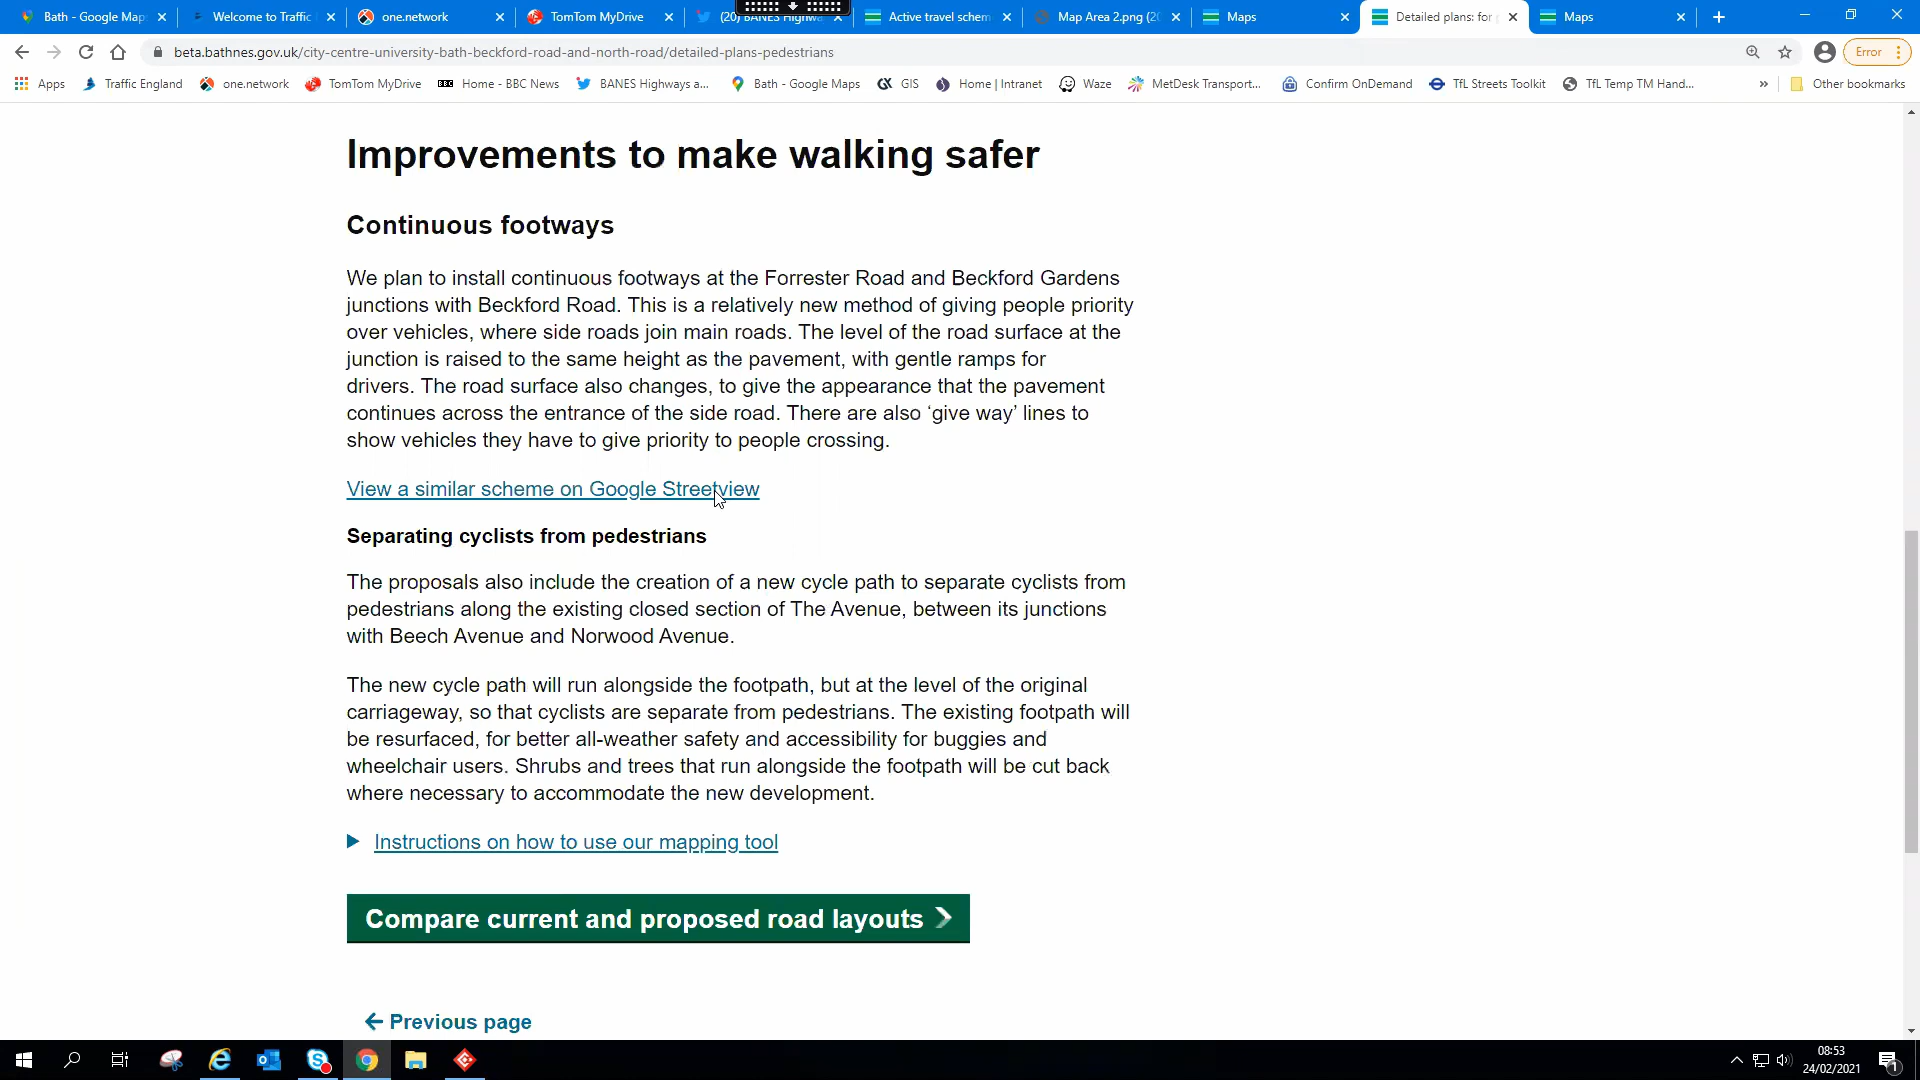 Bath - Google Map
Welcome to Traffic
one.network
TomTom MyDrive
(20) BANES Highwa
Active travel schem
Map Area 2.png (2
Maps
Detailed plans: for
Maps
beta.bathnes.gov.uk/city-centre-university-bath-beckford-road-and-north-road/detailed-plans-pedestrians
Error
Apps
Traffic England
one.network
TomTom MyDrive
Home - BBC News
BANES Highways a...
Bath - Google Maps
GIS
Home | Intranet
Waze
MetDesk Transport...
Confirm OnDemand
TfL Streets Toolkit
TfL Temp TM Hand...
»
Other bookmarks
Improvements to make walking safer
Continuous footways
We plan to install continuous footways at the Forrester Road and Beckford Gardens
junctions with Beckford Road. This is a relatively new method of giving people priority
over vehicles, where side roads join main roads. The level of the road surface at the
junction is raised to the same height as the pavement, with gentle ramps for
drivers. The road surface also changes, to give the appearance that the pavement
continues across the entrance of the side road. There are also ‘give way’ lines to
show vehicles they have to give priority to people crossing.
View a similar scheme on Google Streetview
Separating cyclists from pedestrians
The proposals also include the creation of a new cycle path to separate cyclists from
pedestrians along the existing closed section of The Avenue, between its junctions
with Beech Avenue and Norwood Avenue.
The new cycle path will run alongside the footpath, but at the level of the original
carriageway, so that cyclists are separate from pedestrians. The existing footpath will
be resurfaced, for better all-weather safety and accessibility for buggies and
wheelchair users. Shrubs and trees that run alongside the footpath will be cut back
where necessary to accommodate the new development.
Instructions on how to use our mapping tool
Compare current and proposed road layouts
Previous page
08:53
24/02/2021
1